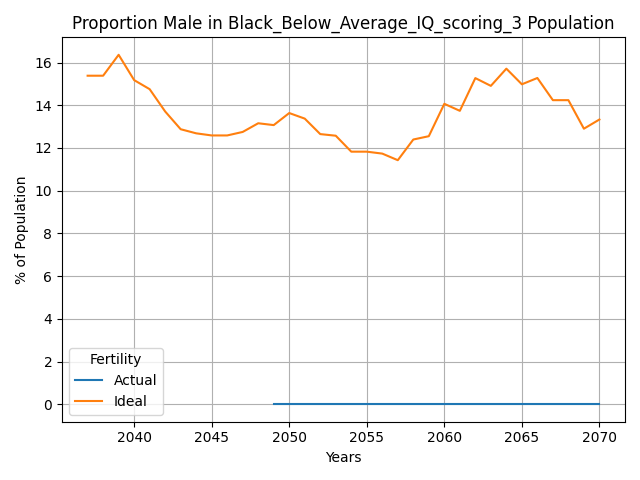 Proportion Male in Black_Below_Average_IQ_scoring_3 Population
% of Population
16
14
12
10
8
6
4
2
0
Fertility
Actual
Ideal
2040 2045 2050 2055 2060 2065 2070
Years